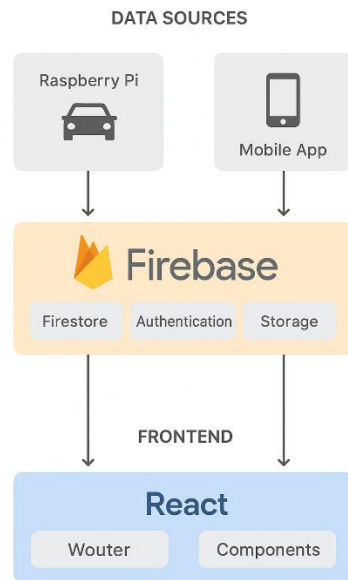 DATA SOURCES
Raspberry Pi
Mobile App
Firebase
Firestore
Authentication
Storage
FRONTEND
React
Wouter
Components